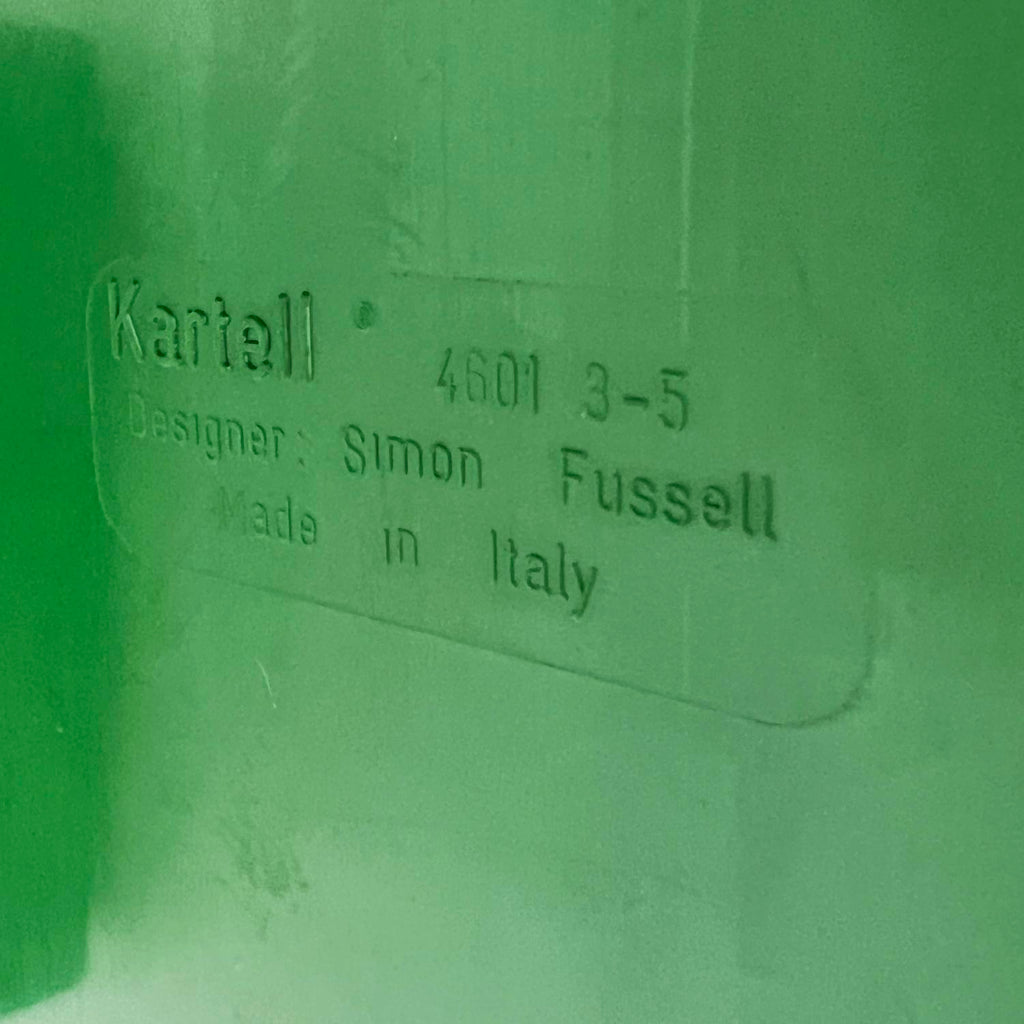 Kartell
4601 3-5
Designer: Simon Fussell
Made in Italy